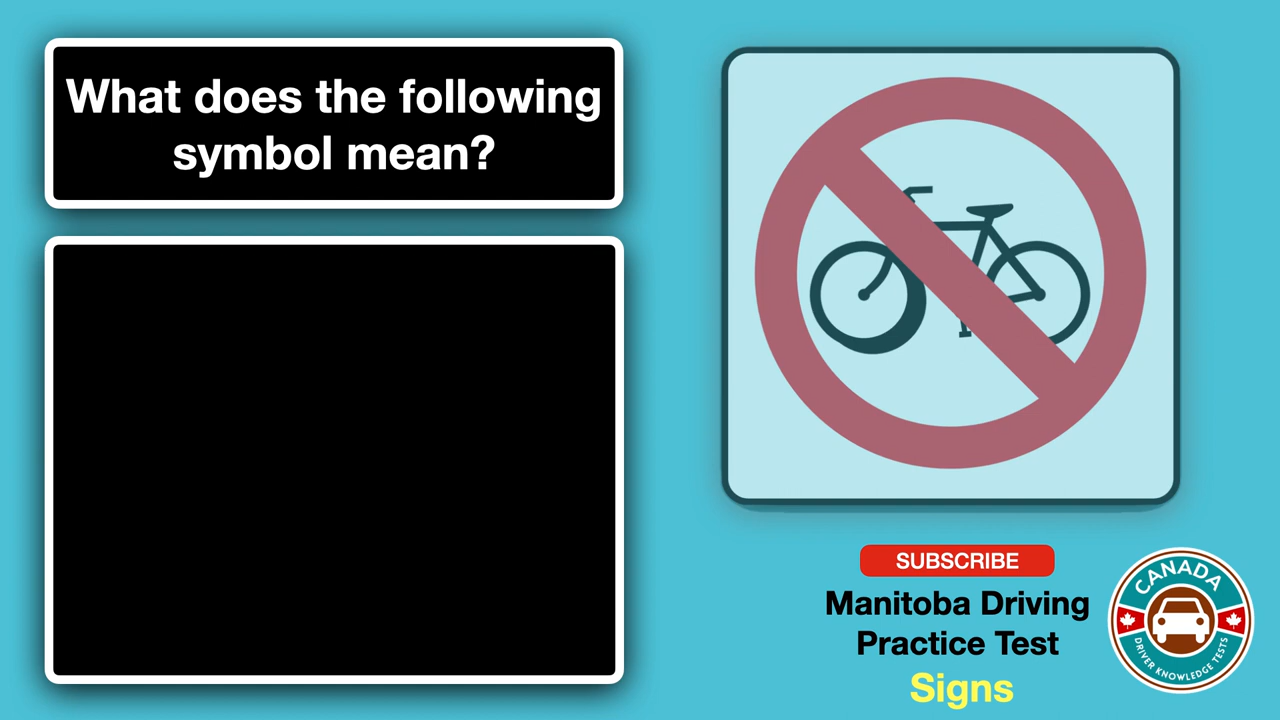 What does the following
symbol mean?
SUBSCRIBE
Manitoba Driving
Practice Test
Signs
CANADA
DRIVER KNOWLEDGE TESTS